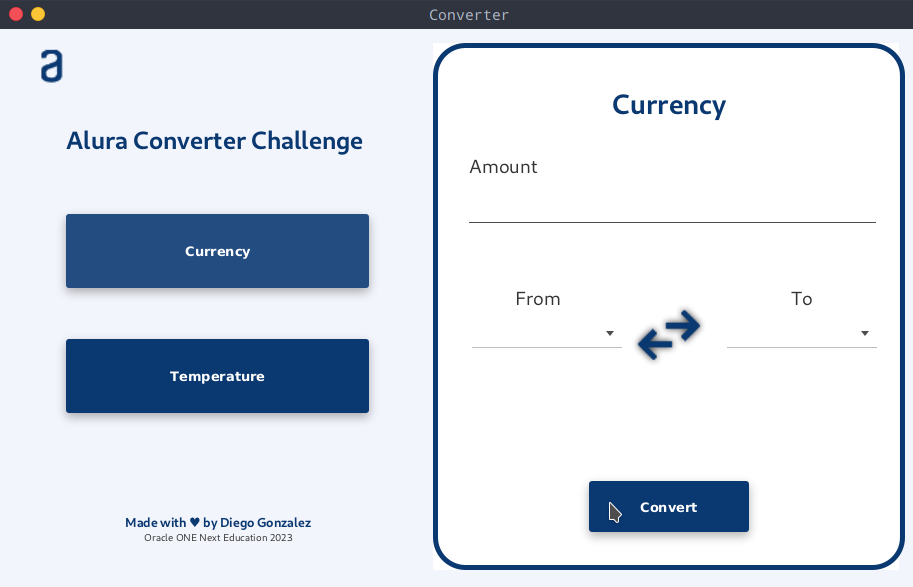 Converter
a
Alura Converter Challenge
Currency
Temperature
Made with ♥ by Diego Gonzalez
Oracle ONE Next Education 2023
Currency
Amount
From
To
Convert